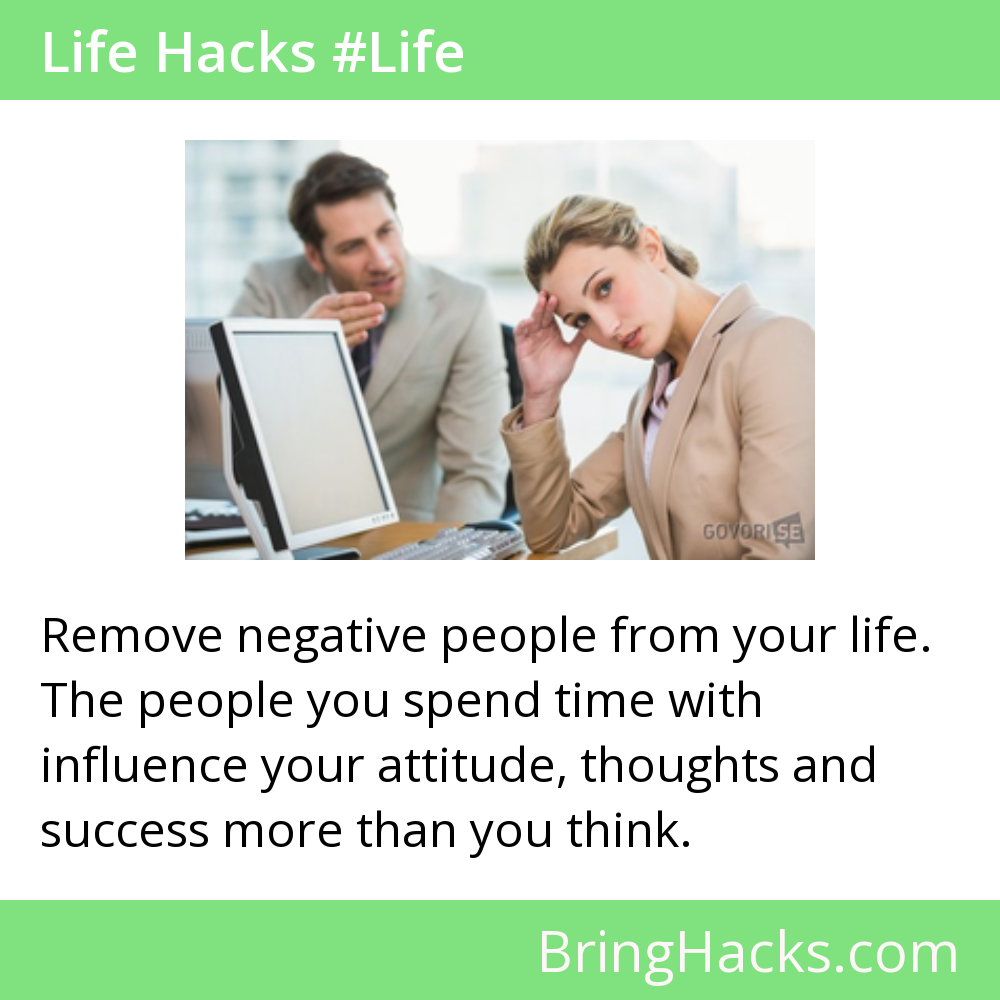 Life Hacks #Life
GOVORISE
Remove negative people from your life.
The people you spend time with
influence your attitude, thoughts and
success more than you think.
BringHacks.com